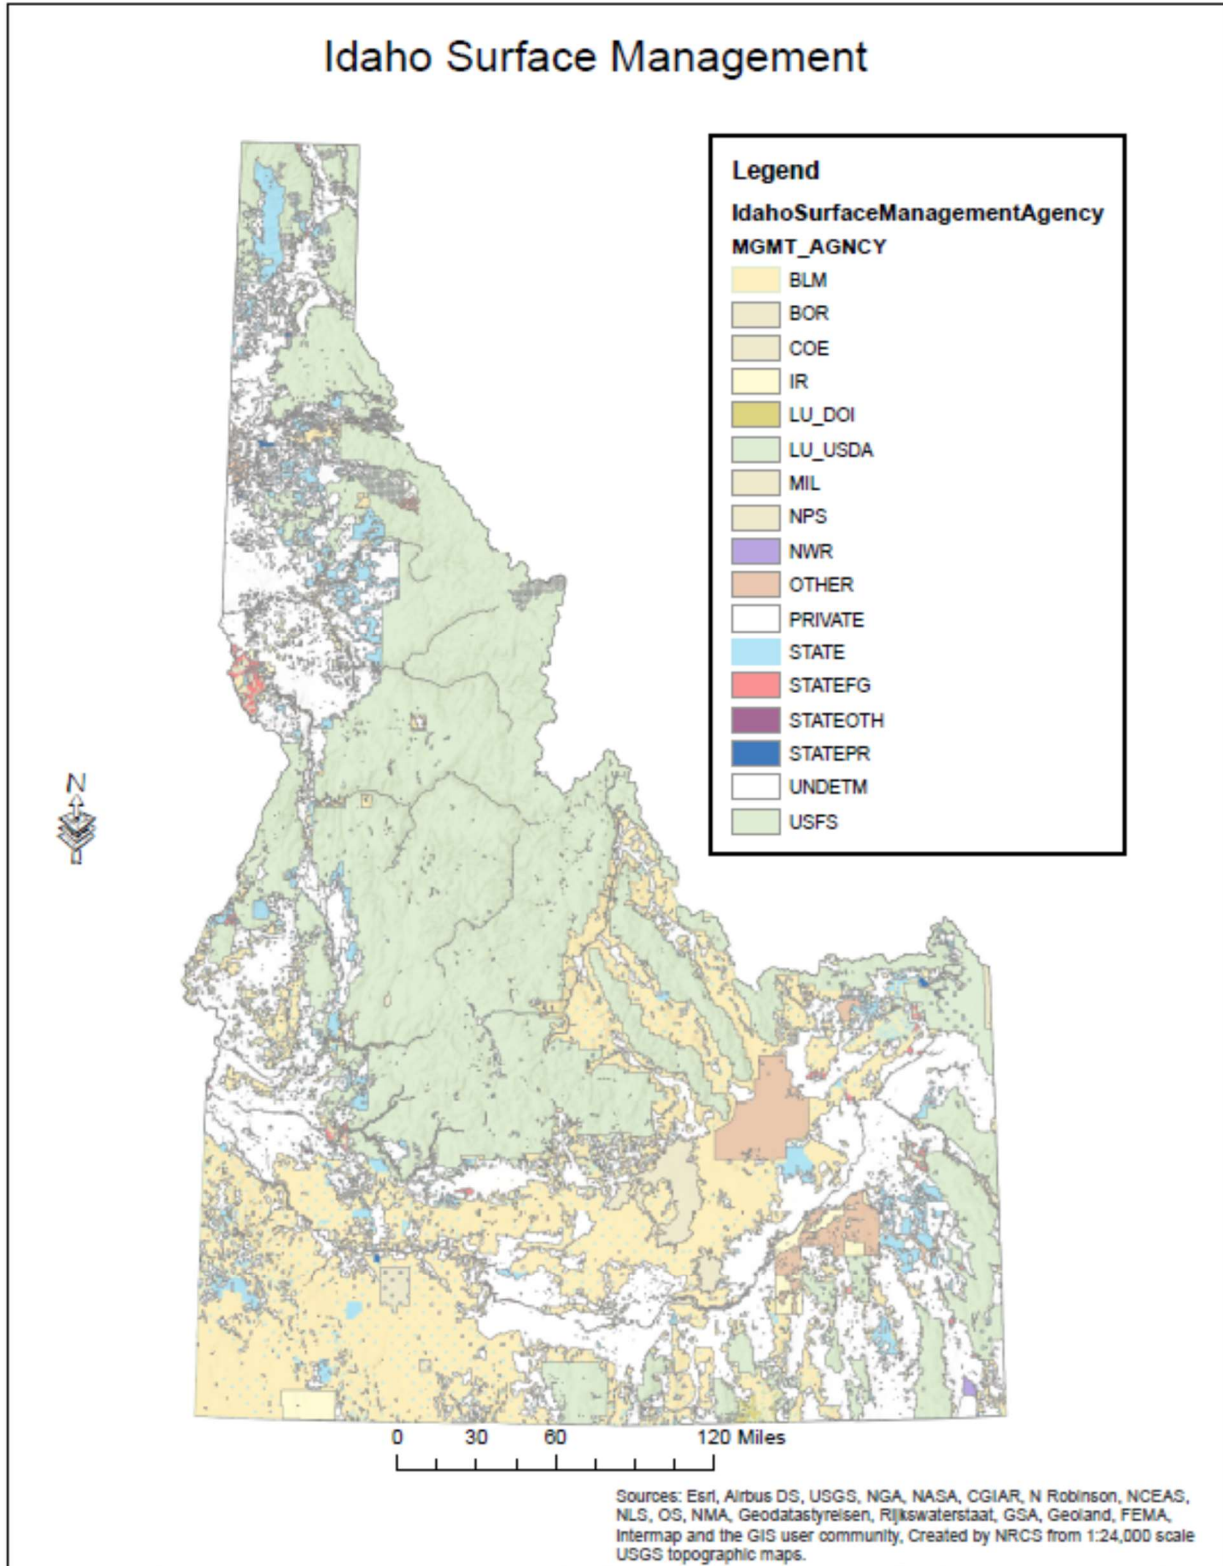 Idaho Surface Management
Legend
IdahoSurfaceManagementAgency
MGMT_AGNCY
BLM
BOR
COE
IR
LU_DOI
LU_USDA
MIL
NPS
NWR
OTHER
PRIVATE
STATE
STATEFG
STATEOTH
STATEPR
UNDETM
USFS
N
0 30 60 120 Miles
Sources: Esri, Airbus DS, USGS, NGA, NASA, CGIAR, N Robinson, NCEAS,
NLS, OS, NMA, Geodatastyrelsen, Rijkswaterstaat, GSA, Geoland, FEMA,
Intermap and the GIS user community, Created by NRCS from 1:24,000 scale
USGS topographic maps.